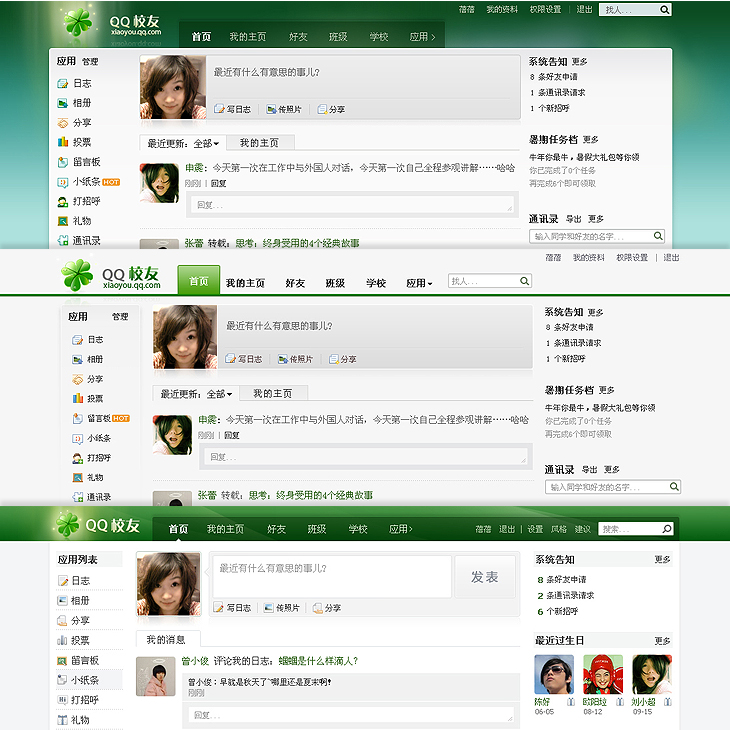 蓓蓓 我的资料 权限设置 | 退出 找人...
QQ 校友
xiaoyou.qq.com
首页 我的主页 好友 班级 学校 应用
应用 管理
日志
相册
分享
投票
留言板
小纸条 HOT
打招呼
礼物
通讯录
最近有什么有意思的事儿?
写日志 传照片 分享
最近更新: 全部 我的主页
申霓: 今天第一次在工作中与外国人对话, 今天第一次自己全程参观讲解……哈哈
刚刚 | 回复
回复...
张蕾 转载: 思考: 终身受用的4个经典故事
系统告知 更多
8 条好友申请
1 条通讯录请求
1 个新招呼
暑期任务档 更多
牛年你最牛, 暑假大礼包等你领
你已完成了0个任务
再完成6个即可领取
通讯录 导出 更多
输入同学和好友的名字...
蓓蓓 我的资料 权限设置 | 退出
QQ 校友
xiaoyou.qq.com
首页 我的主页 好友 班级 学校 应用 找人...
应用 管理
日志
相册
分享
投票
留言板 HOT
小纸条
打招呼
礼物
通讯录
最近有什么有意思的事儿?
写日志 传照片 分享
最近更新: 全部 我的主页
申霓: 今天第一次在工作中与外国人对话, 今天第一次自己全程参观讲解……哈哈
刚刚 | 回复
回复...
张蕾 转载: 思考: 终身受用的4个经典故事
系统告知 更多
8 条好友申请
1 条通讯录请求
1 个新招呼
暑期任务档 更多
牛年你最牛, 暑假大礼包等你领
你已完成了0个任务
再完成6个即可领取
通讯录 导出 更多
输入同学和好友的名字...
QQ 校友
首页 我的主页 好友 班级 学校 应用
蓓蓓 退出 | 设置 风格 建议 搜索...
应用列表
日志
相册
分享
投票
留言板
小纸条
打招呼
礼物
最近有什么有意思的事儿?
发表
写日志 传照片 分享
我的消息
曾小俊 评论我的日志: 蝈蝈是什么样滴人?
曾小俊: 早就是秋天了~哪里还是夏末啊!
刚刚
回复...
系统告知 更多
8 条好友申请
2 条通讯录请求
6 个新招呼
最近过生日 更多
陈好 欧阳垃 刘小超
06-05 08-12 09-15